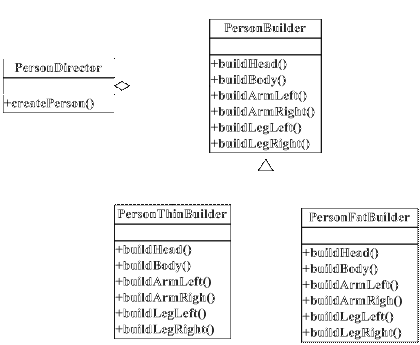 PersonBuilder
+buildHead()
+buildBody()
+buildArmLeft()
+buildArmRight()
+buildLegLeft()
+buildLegRight()
PersonDirector
+createPerson()
PersonThinBuilder
+buildHead()
+buildBody()
+buildArmLeft()
+buildArmRigh()
+buildLegLeft()
+buildLegRight()
PersonFatBuilder
+buildHead()
+buildBody()
+buildArmLeft()
+buildArmRigh()
+buildLegLeft()
+buildLegRight()